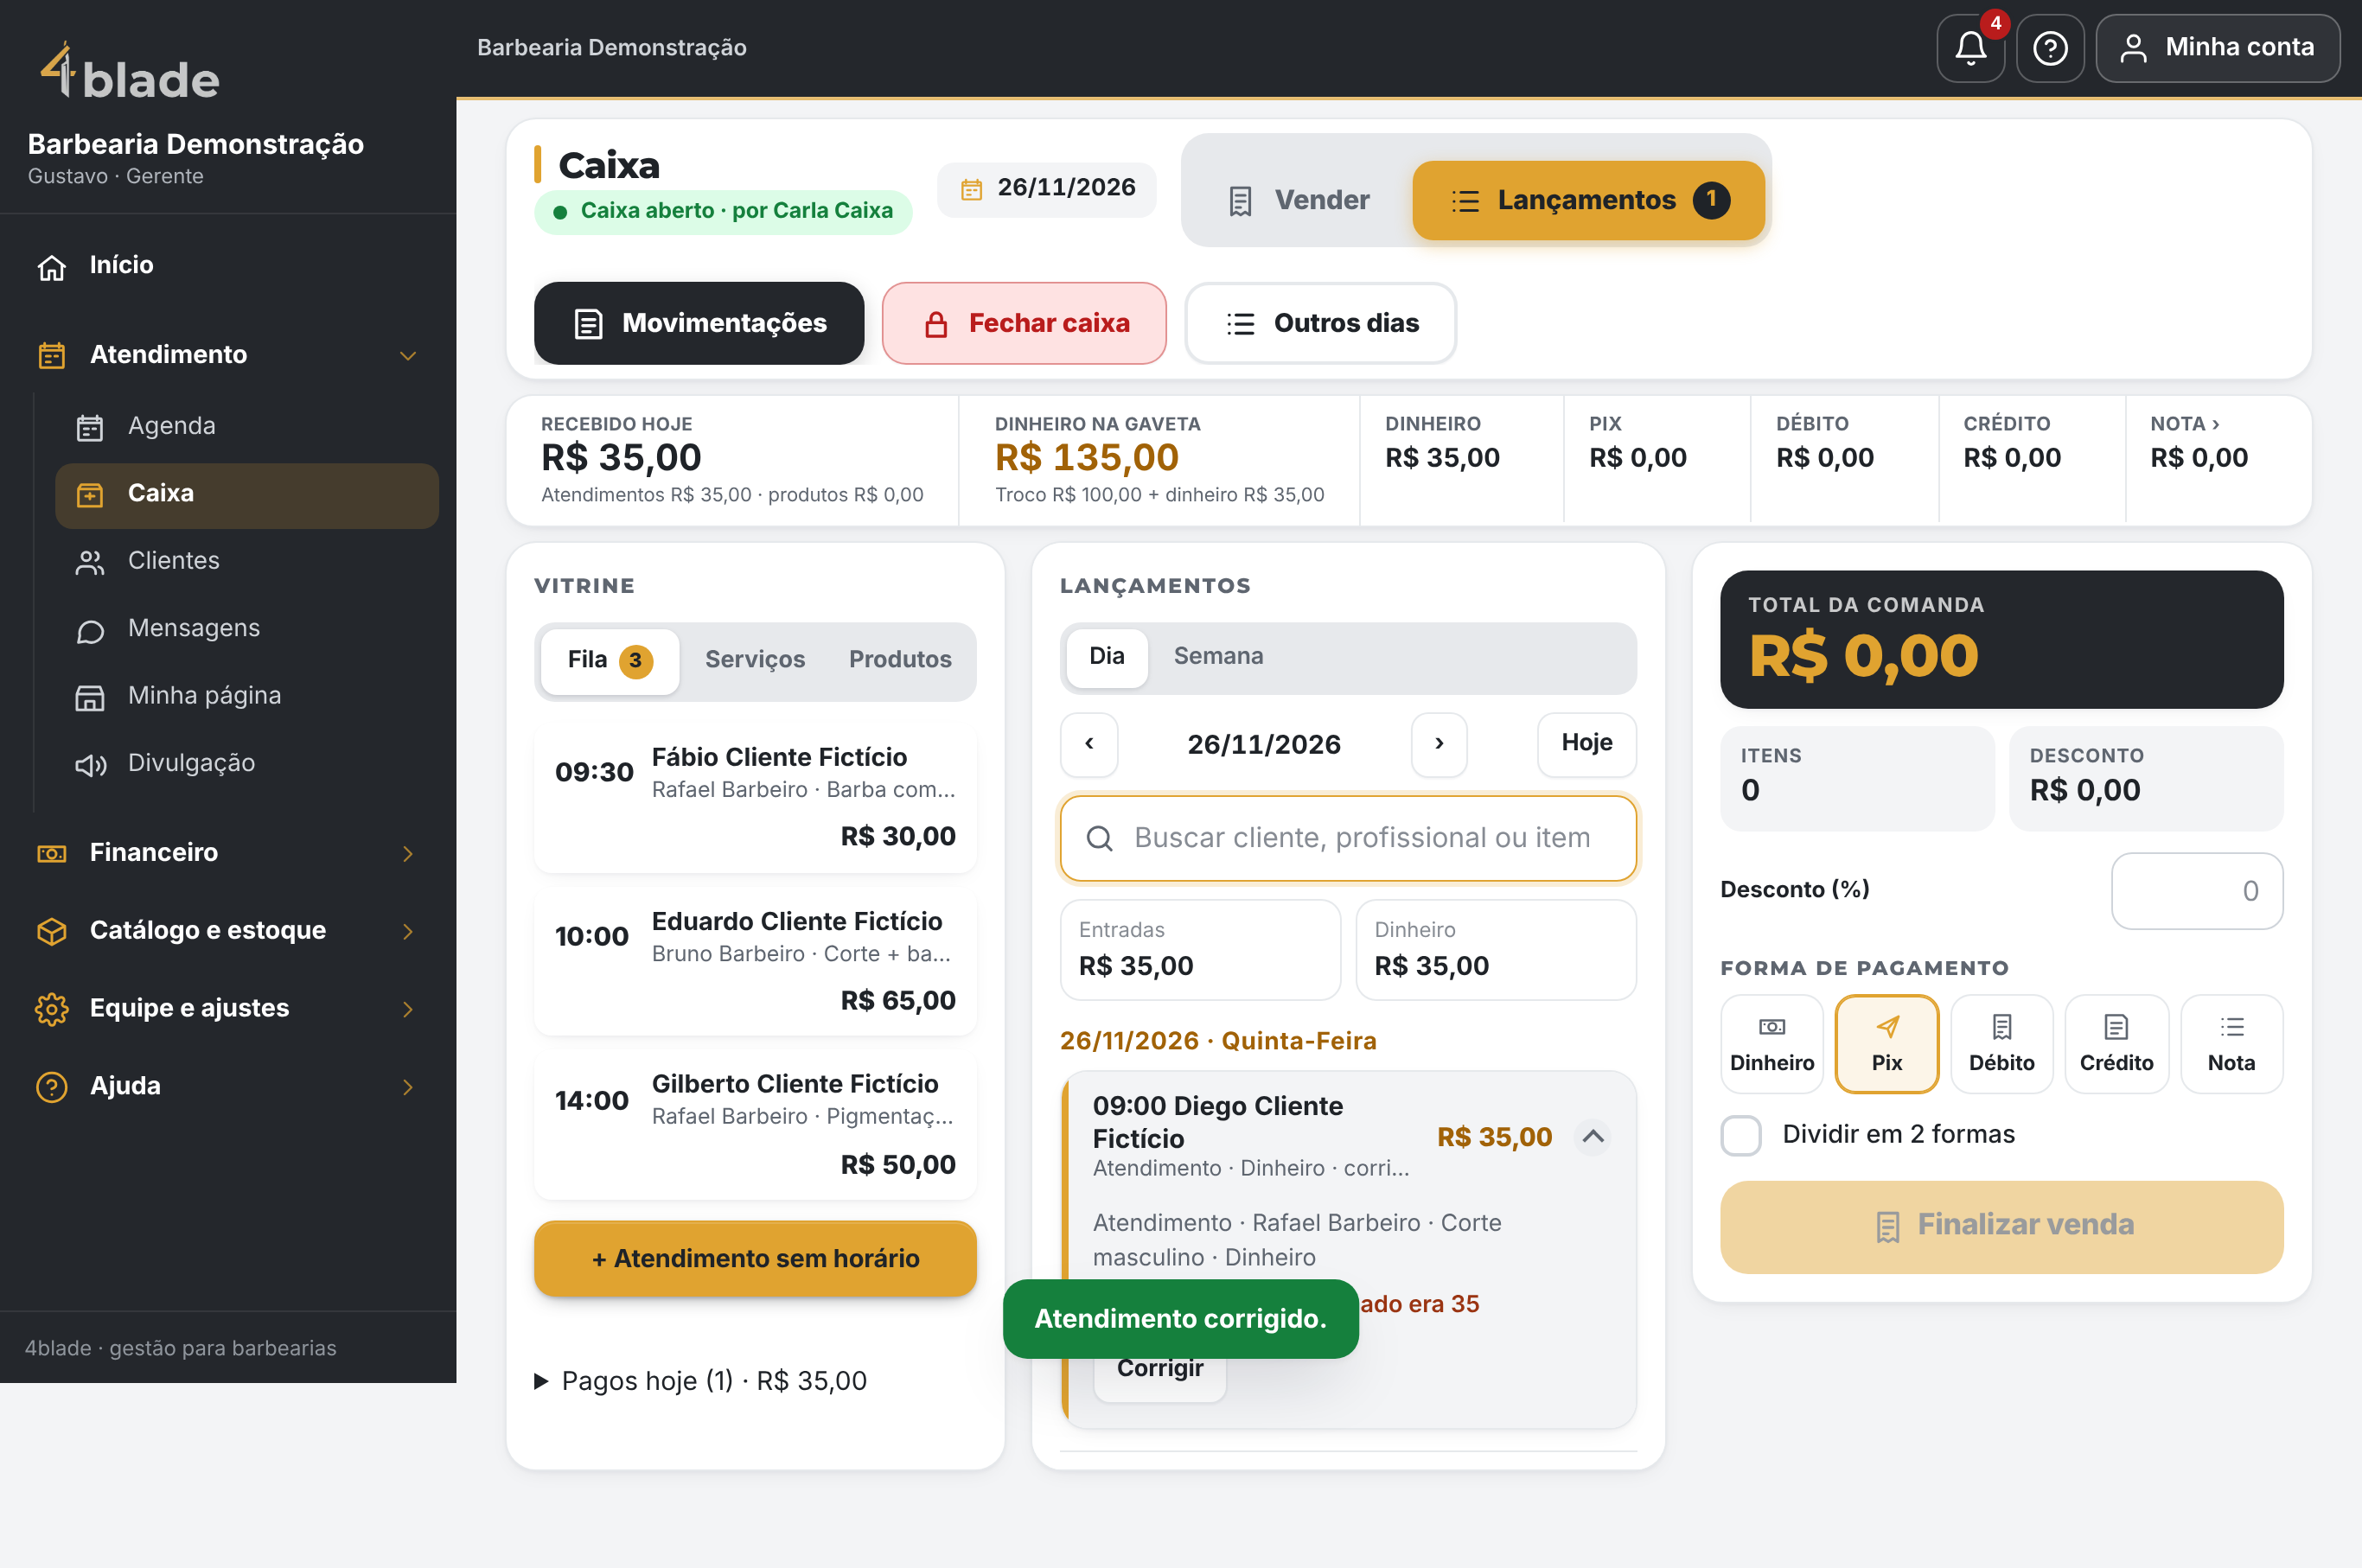 4blade
Barbearia Demonstração
Gustavo · Gerente
Início
Atendimento
Agenda
Caixa
Clientes
Mensagens
Minha página
Divulgação
Financeiro
Catálogo e estoque
Equipe e ajustes
Ajuda
4blade · gestão para barbearias
Barbearia Demonstração
4
Minha conta
Caixa
Caixa aberto · por Carla Caixa
26/11/2026
Vender
Lançamentos 1
Movimentações
Fechar caixa
Outros dias
RECEBIDO HOJE
R$ 35,00
Atendimentos R$ 35,00 · produtos R$ 0,00
DINHEIRO NA GAVETA
R$ 135,00
Troco R$ 100,00 + dinheiro R$ 35,00
DINHEIRO
R$ 35,00
PIX
R$ 0,00
DÉBITO
R$ 0,00
CRÉDITO
R$ 0,00
NOTA ›
R$ 0,00
VITRINE
Fila 3
Serviços
Produtos
09:30
Fábio Cliente Fictício
Rafael Barbeiro · Barba com...
R$ 30,00
10:00
Eduardo Cliente Fictício
Bruno Barbeiro · Corte + ba...
R$ 65,00
14:00
Gilberto Cliente Fictício
Rafael Barbeiro · Pigmentaç...
R$ 50,00
+ Atendimento sem horário
▶ Pagos hoje (1) · R$ 35,00
LANÇAMENTOS
Dia
Semana
‹
26/11/2026
›
Hoje
Buscar cliente, profissional ou item
Entradas
R$ 35,00
Dinheiro
R$ 35,00
26/11/2026 · Quinta-Feira
09:00 Diego Cliente
Fictício
Atendimento · Dinheiro · corri...
R$ 35,00
Atendimento · Rafael Barbeiro · Corte
masculino · Dinheiro
ado era 35
Atendimento corrigido.
Corrigir
TOTAL DA COMANDA
R$ 0,00
ITENS
0
DESCONTO
R$ 0,00
Desconto (%)
0
FORMA DE PAGAMENTO
Dinheiro
Pix
Débito
Crédito
Nota
Dividir em 2 formas
Finalizar venda